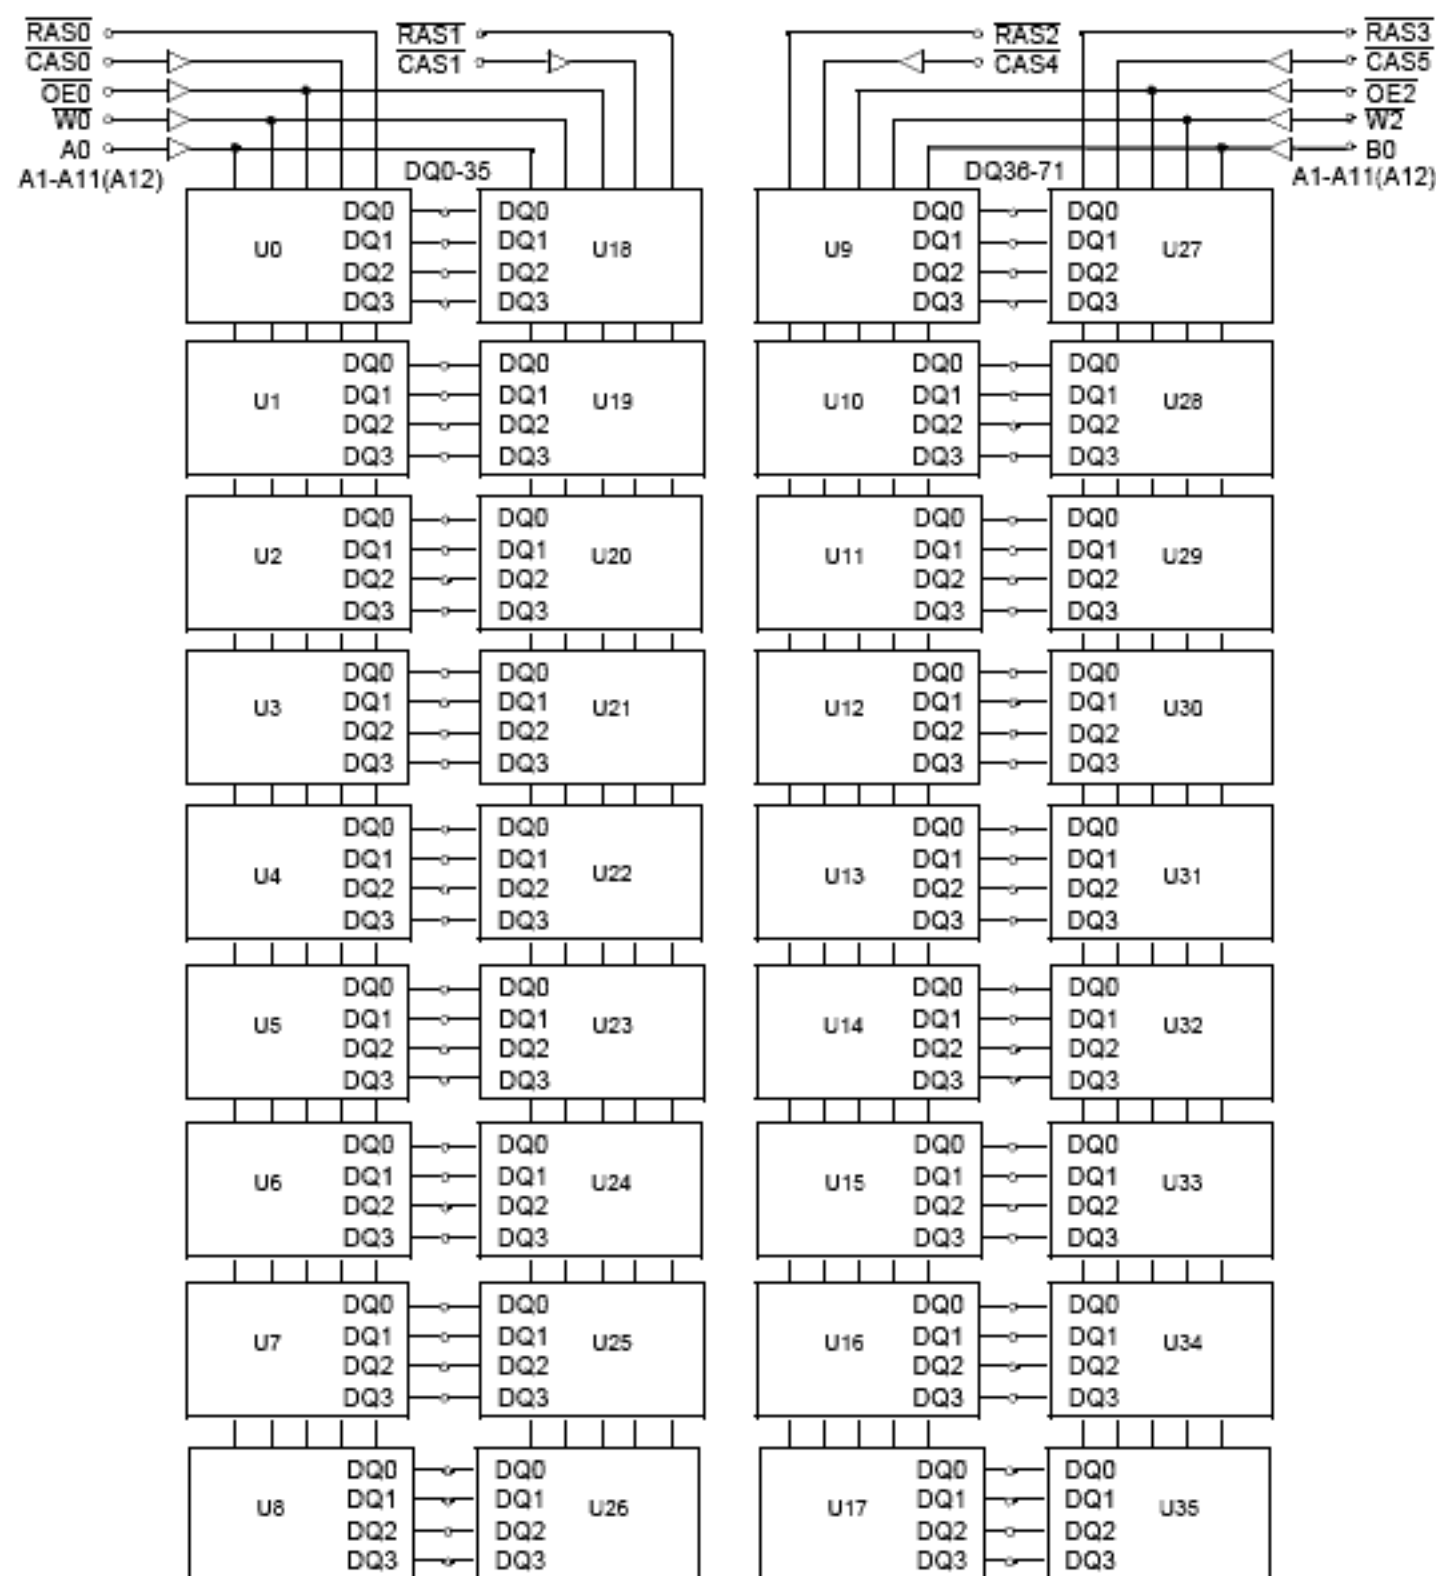 RAS0 RAS1 RAS2 RAS3
CAS0 CAS1 CAS4 CAS5
OE0 OE2
W0 W2
A0 B0
A1-A11(A12) DQ0-35 DQ36-71 A1-A11(A12)
DQ0 DQ0 DQ0 DQ0
U0 DQ1 DQ1 U18 U9 DQ1 DQ1 U27
DQ2 DQ2 DQ2 DQ2
DQ3 DQ3 DQ3 DQ3
DQ0 DQ0 DQ0 DQ0
U1 DQ1 DQ1 U19 U10 DQ1 DQ1 U28
DQ2 DQ2 DQ2 DQ2
DQ3 DQ3 DQ3 DQ3
DQ0 DQ0 DQ0 DQ0
U2 DQ1 DQ1 U20 U11 DQ1 DQ1 U29
DQ2 DQ2 DQ2 DQ2
DQ3 DQ3 DQ3 DQ3
DQ0 DQ0 DQ0 DQ0
U3 DQ1 DQ1 U21 U12 DQ1 DQ1 U30
DQ2 DQ2 DQ2 DQ2
DQ3 DQ3 DQ3 DQ3
DQ0 DQ0 DQ0 DQ0
U4 DQ1 DQ1 U22 U13 DQ1 DQ1 U31
DQ2 DQ2 DQ2 DQ2
DQ3 DQ3 DQ3 DQ3
DQ0 DQ0 DQ0 DQ0
U5 DQ1 DQ1 U23 U14 DQ1 DQ1 U32
DQ2 DQ2 DQ2 DQ2
DQ3 DQ3 DQ3 DQ3
DQ0 DQ0 DQ0 DQ0
U6 DQ1 DQ1 U24 U15 DQ1 DQ1 U33
DQ2 DQ2 DQ2 DQ2
DQ3 DQ3 DQ3 DQ3
DQ0 DQ0 DQ0 DQ0
U7 DQ1 DQ1 U25 U16 DQ1 DQ1 U34
DQ2 DQ2 DQ2 DQ2
DQ3 DQ3 DQ3 DQ3
DQ0 DQ0 DQ0 DQ0
U8 DQ1 DQ1 U26 U17 DQ1 DQ1 U35
DQ2 DQ2 DQ2 DQ2
DQ3 DQ3 DQ3 DQ3